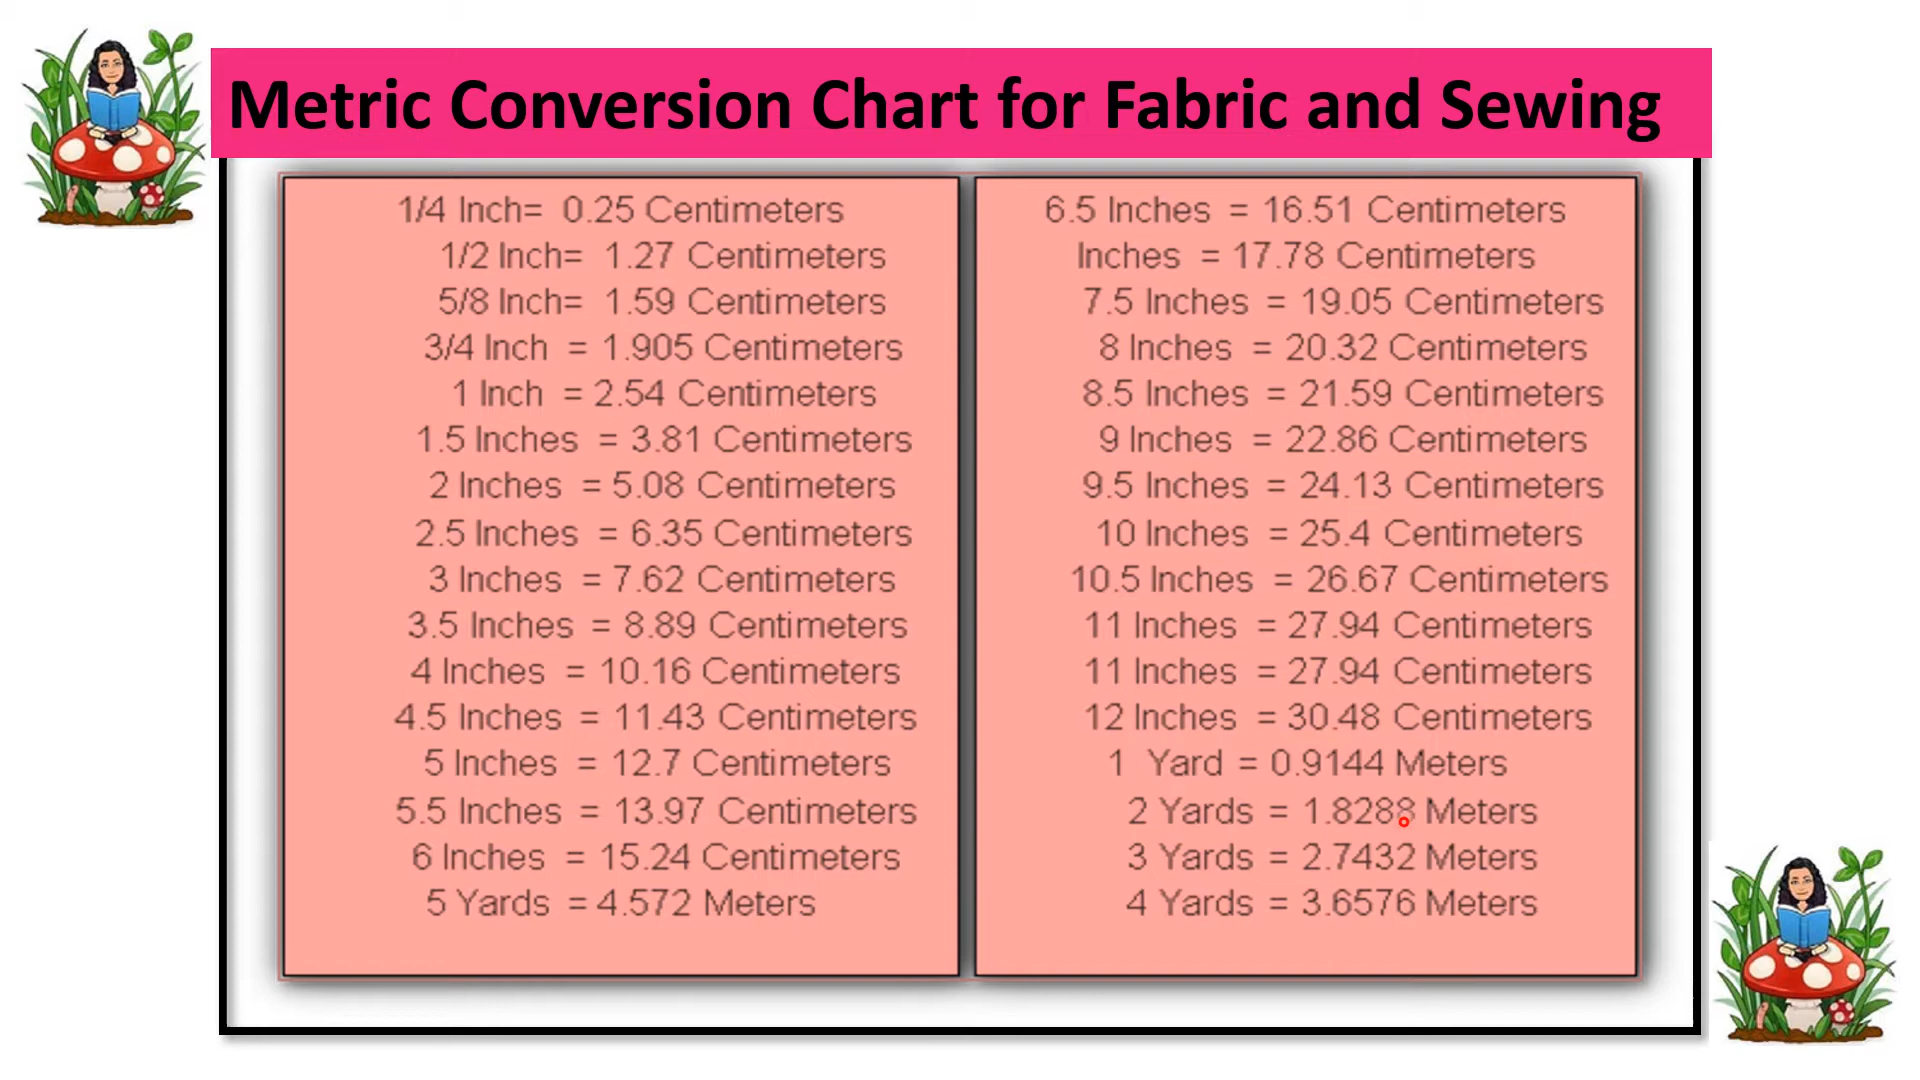 Metric Conversion Chart for Fabric and Sewing
1/4 Inch= 0.25 Centimeters
1/2 Inch= 1.27 Centimeters
5/8 Inch= 1.59 Centimeters
3/4 Inch = 1.905 Centimeters
1 Inch = 2.54 Centimeters
1.5 Inches = 3.81 Centimeters
2 Inches = 5.08 Centimeters
2.5 Inches = 6.35 Centimeters
3 Inches = 7.62 Centimeters
3.5 Inches = 8.89 Centimeters
4 Inches = 10.16 Centimeters
4.5 Inches = 11.43 Centimeters
5 Inches = 12.7 Centimeters
5.5 Inches = 13.97 Centimeters
6 Inches = 15.24 Centimeters
5 Yards = 4.572 Meters
6.5 Inches = 16.51 Centimeters
Inches = 17.78 Centimeters
7.5 Inches = 19.05 Centimeters
8 Inches = 20.32 Centimeters
8.5 Inches = 21.59 Centimeters
9 Inches = 22.86 Centimeters
9.5 Inches = 24.13 Centimeters
10 Inches = 25.4 Centimeters
10.5 Inches = 26.67 Centimeters
11 Inches = 27.94 Centimeters
11 Inches = 27.94 Centimeters
12 Inches = 30.48 Centimeters
1 Yard = 0.9144 Meters
2 Yards = 1.8288 Meters
3 Yards = 2.7432 Meters
4 Yards = 3.6576 Meters